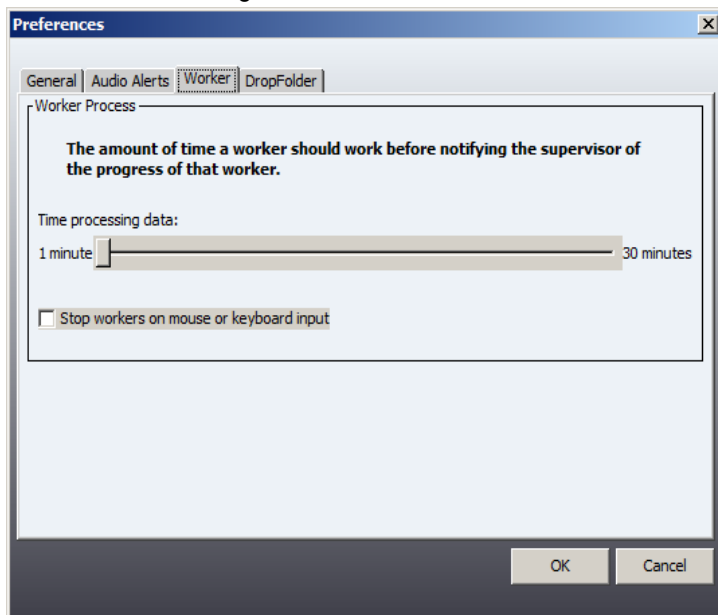 Preferences
General Audio Alerts Worker DropFolder
Worker Process
The amount of time a worker should work before notifying the supervisor of
the progress of that worker.
Time processing data:
1 minute 30 minutes
Stop workers on mouse or keyboard input
OK Cancel